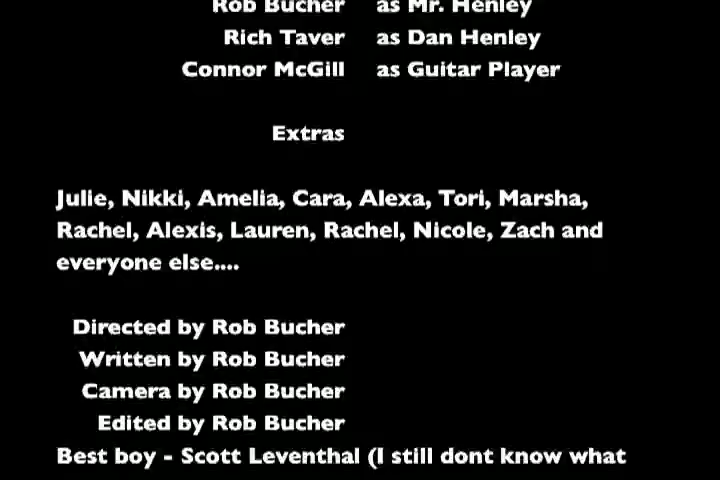 Rob Bucher as Mr. Henley
Rich Taver as Dan Henley
Connor McGill as Guitar Player
Extras
Julie, Nikki, Amelia, Cara, Alexa, Tori, Marsha,
Rachel, Alexis, Lauren, Rachel, Nicole, Zach and
everyone else....
Directed by Rob Bucher
Written by Rob Bucher
Camera by Rob Bucher
Edited by Rob Bucher
Best boy - Scott Leventhal (I still dont know what